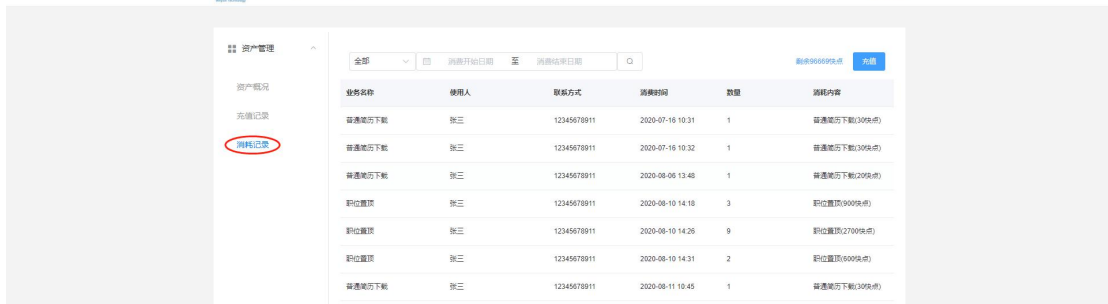 资产管理
全部 消费开始日期 至 消费结束日期 剩余96669快点 充值
资产概况
充值记录
消耗记录
业务名称 使用人 联系方式 消费时间 数量 消耗内容
普通简历下载 张三 12345678911 2020-07-16 10:31 1 普通简历下载(30快点)
普通简历下载 张三 12345678911 2020-07-16 10:32 1 普通简历下载(30快点)
普通简历下载 张三 12345678911 2020-08-06 13:48 1 普通简历下载(20快点)
职位置顶 张三 12345678911 2020-08-10 14:18 3 职位置顶(900快点)
职位置顶 张三 12345678911 2020-08-10 14:26 9 职位置顶(2700快点)
职位置顶 张三 12345678911 2020-08-10 14:31 2 职位置顶(600快点)
普通简历下载 张三 12345678911 2020-08-11 10:45 1 普通简历下载(30快点)